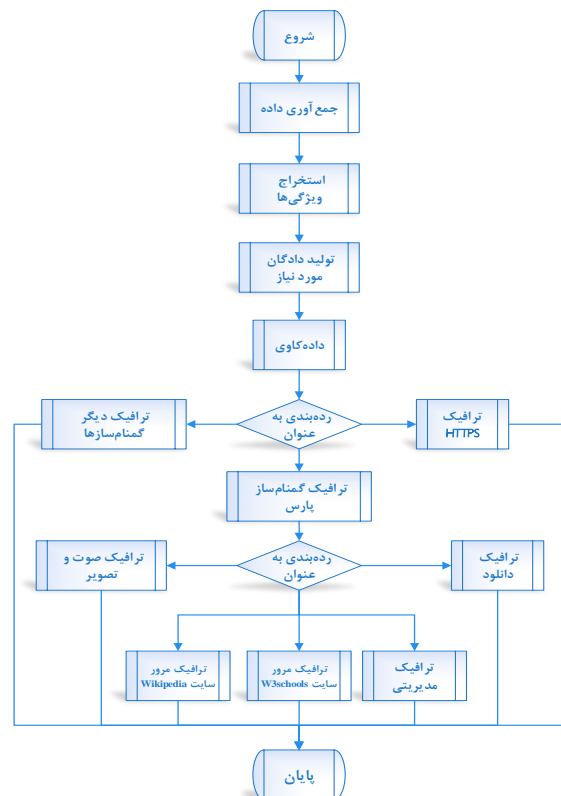 شروع
جمع آوری داده
استخراج
ویژگی‌ها
تولید دادگان
مورد نیاز
داده‌کاوی
ترافیک
HTTPS
رده‌بندی به
عنوان
ترافیک دیگر
گمنام‌سازها
ترافیک گمنام‌ساز
پارس
ترافیک
دانلود
رده‌بندی به
عنوان
ترافیک صوت و
تصویر
ترافیک
مدیریتی
ترافیک مرور
سایت W3schools
ترافیک مرور
سایت Wikipedia
پایان